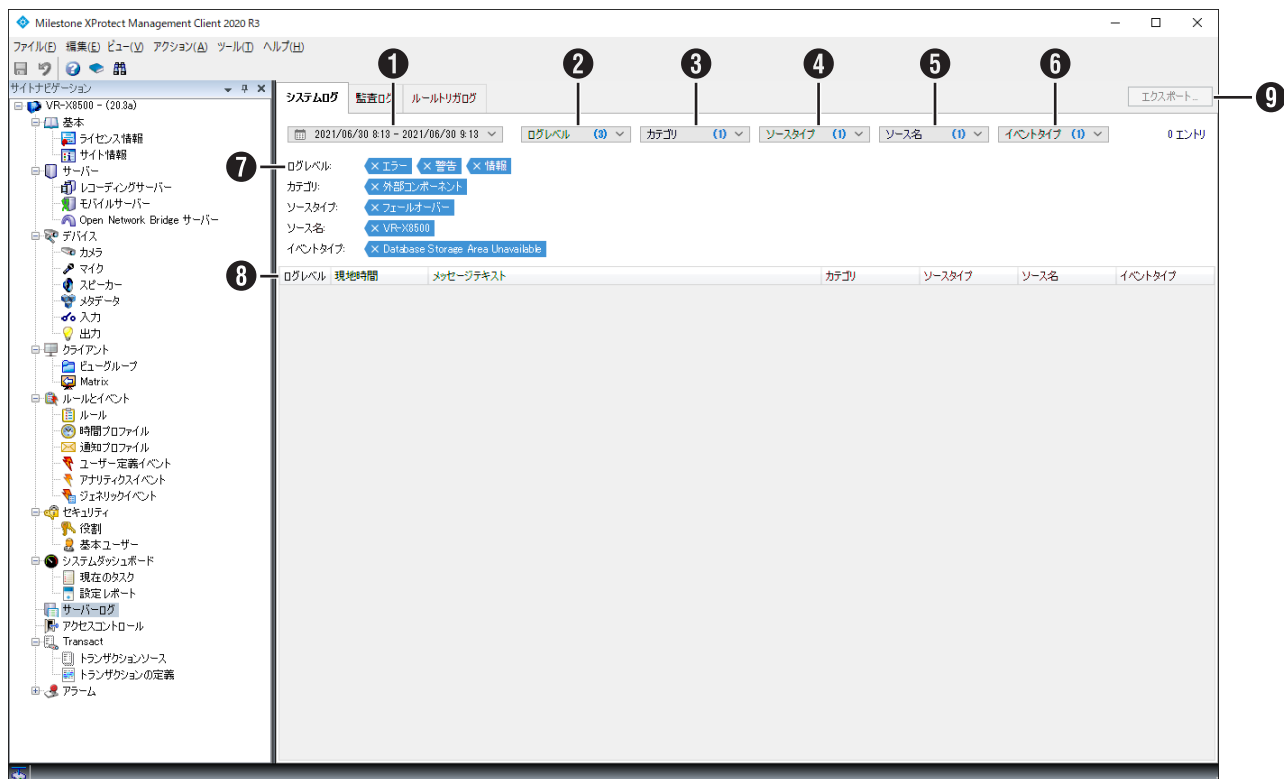 Milestone XProtect Management Client 2020 R3
ファイル(F) 編集(E) ビュー(V) アクション(A) ツール(T) ヘルプ(H)
サイトナビゲーション
VR-X8500 - (20.3a)
基本
ライセンス情報
サイト情報
サーバー
レコーディングサーバー
モバイルサーバー
Open Network Bridge サーバー
デバイス
カメラ
マイク
スピーカー
メタデータ
入力
出力
クライアント
ビューグループ
Matrix
ルールとイベント
ルール
時間プロファイル
通知プロファイル
ユーザー定義イベント
アナリティクスイベント
ジェネリックイベント
セキュリティ
役割
基本ユーザー
システムダッシュボード
現在のタスク
設定レポート
サーバーログ
アクセスコントロール
Transact
トランザクションソース
トランザクションの定義
アラーム
❶ ❷ ❸ ❹ ❺ ❻
システムログ 監査ログ ルールトリガログ エクスポート... ❾
2021/06/30 8:13 - 2021/06/30 9:13 ログレベル (3) カテゴリ (1) ソースタイプ (1) ソース名 (1) イベントタイプ (1) 0 エントリ
❼ ログレベル: × エラー × 警告 × 情報
カテゴリ: × 外部コンポーネント
ソースタイプ: × フェールオーバー
ソース名: × VR-X8500
イベントタイプ: × Database Storage Area Unavailable
❽ ログレベル 現地時間 メッセージテキスト カテゴリ ソースタイプ ソース名 イベントタイプ